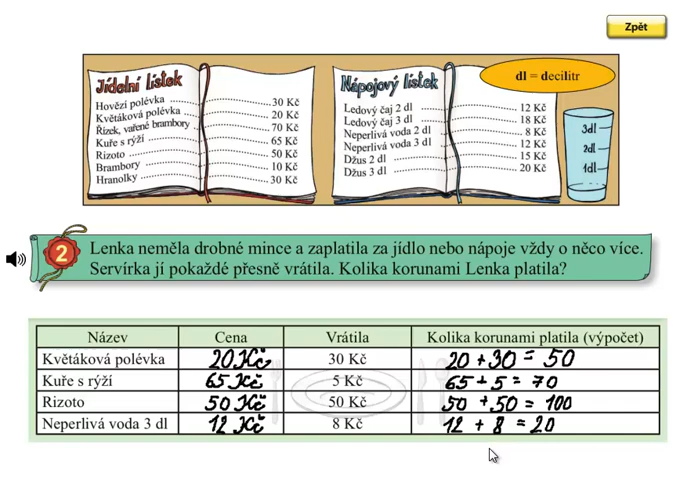 Zpět
Jídelní lístek
Hovězí polévka 30 Kč
Květáková polévka 20 Kč
Řízek, vařené brambory 70 Kč
Kuře s rýží 65 Kč
Rizoto 50 Kč
Brambory 10 Kč
Hranolky 30 Kč
Nápojový lístek
Ledový čaj 2 dl 12 Kč
Ledový čaj 3 dl 18 Kč
Neperlivá voda 2 dl 8 Kč
Neperlivá voda 3 dl 12 Kč
Džus 2 dl 15 Kč
Džus 3 dl 20 Kč
dl = decilitr
3dl
2dl
1dl
2
Lenka neměla drobné mince a zaplatila za jídlo nebo nápoje vždy o něco více.
Servírka jí pokaždé přesně vrátila. Kolika korunami Lenka platila?
Název Cena Vrátila Kolika korunami platila (výpočet)
Květáková polévka 20 Kč 30 Kč 20 + 30 = 50
Kuře s rýží 65 Kč 5 Kč 65 + 5 = 70
Rizoto 50 Kč 50 Kč 50 + 50 = 100
Neperlivá voda 3 dl 12 Kč 8 Kč 12 + 8 = 20